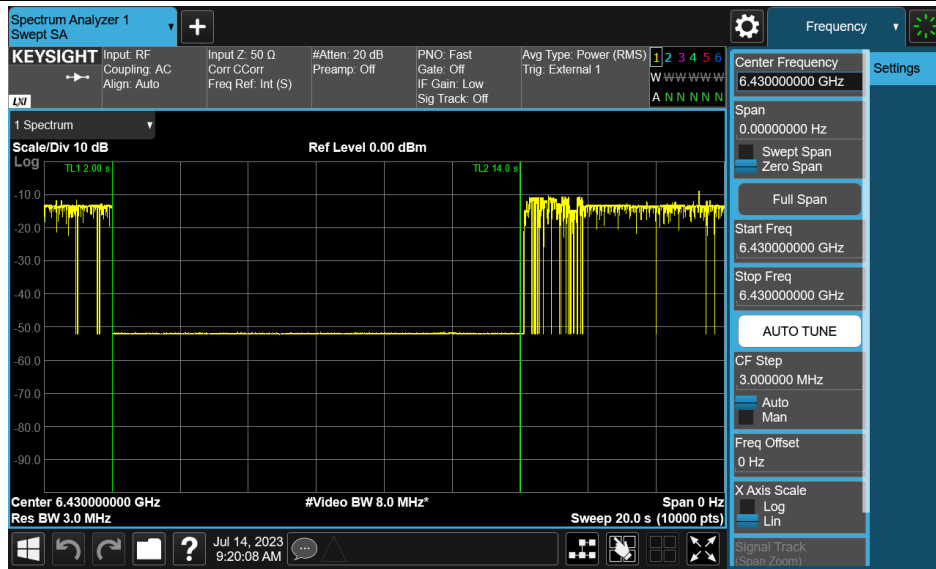 Spectrum Analyzer 1
Swept SA
+
Frequency
KEYSIGHT
LXI
Input: RF
Coupling: AC
Align: Auto
Input Z: 50 Ω
Corr CCorr
Freq Ref: Int (S)
#Atten: 20 dB
Preamp: Off
PNO: Fast
Gate: Off
IF Gain: Low
Sig Track: Off
Avg Type: Power (RMS)
Trig: External 1
1 2 3 4 5 6
W W W W W W
A N N N N N
1 Spectrum
Scale/Div 10 dB
Ref Level 0.00 dBm
Log
TL1 2.00 s
TL2 14.0 s
-10.0
-20.0
-30.0
-40.0
-50.0
-60.0
-70.0
-80.0
-90.0
Center 6.430000000 GHz
#Video BW 8.0 MHz*
Span 0 Hz
Res BW 3.0 MHz
Sweep 20.0 s (10000 pts)
Center Frequency
6.430000000 GHz
Settings
Span
0.00000000 Hz
Swept Span
Zero Span
Full Span
Start Freq
6.430000000 GHz
Stop Freq
6.430000000 GHz
AUTO TUNE
CF Step
3.000000 MHz
Auto
Man
Freq Offset
0 Hz
X Axis Scale
Log
Lin
Signal Track
(Span Zoom)
?
Jul 14, 2023
9:20:08 AM